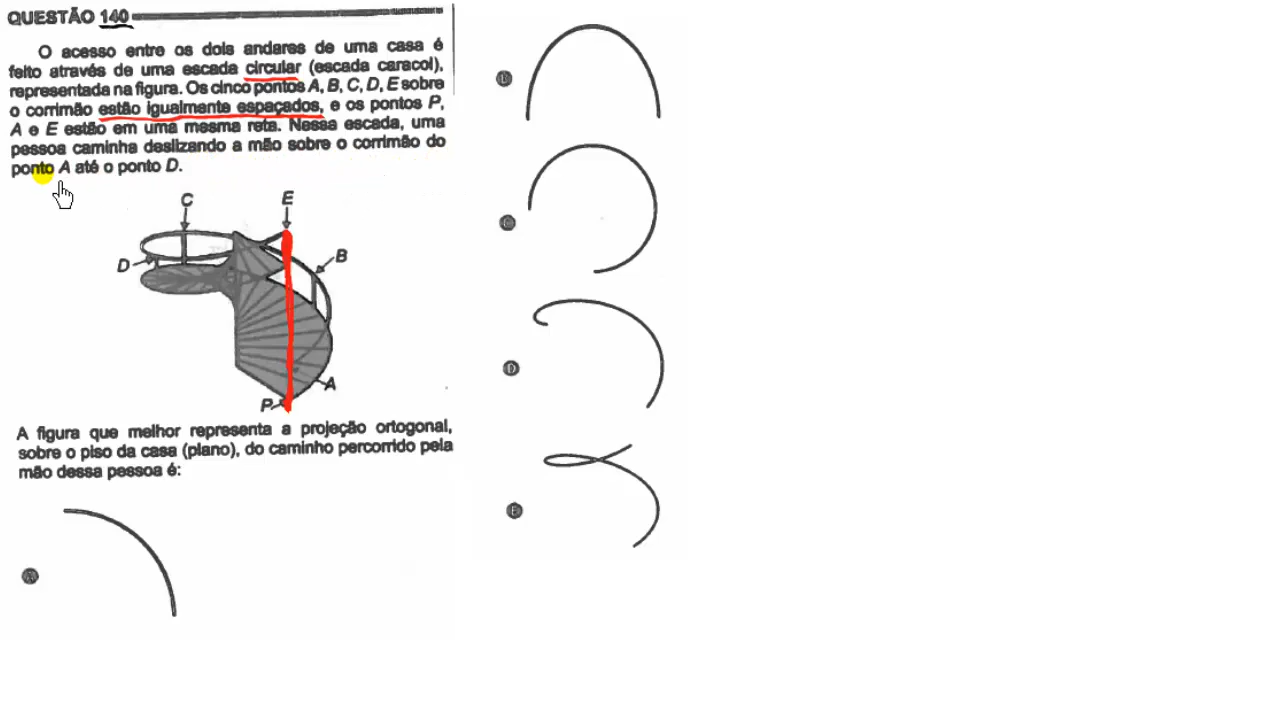 QUESTÃO 140
O acesso entre os dois andares de uma casa é
feito através de uma escada circular (escada caracol),
representada na figura. Os cinco pontos A, B, C, D, E sobre
o corrimão estão igualmente espaçados, e os pontos P,
A e E estão em uma mesma reta. Nessa escada, uma
pessoa caminha deslizando a mão sobre o corrimão do
ponto A até o ponto D.
C
E
B
D
A
P
A figura que melhor representa a projeção ortogonal,
sobre o piso da casa (plano), do caminho percorrido pela
mão dessa pessoa é:
A
C
D
E